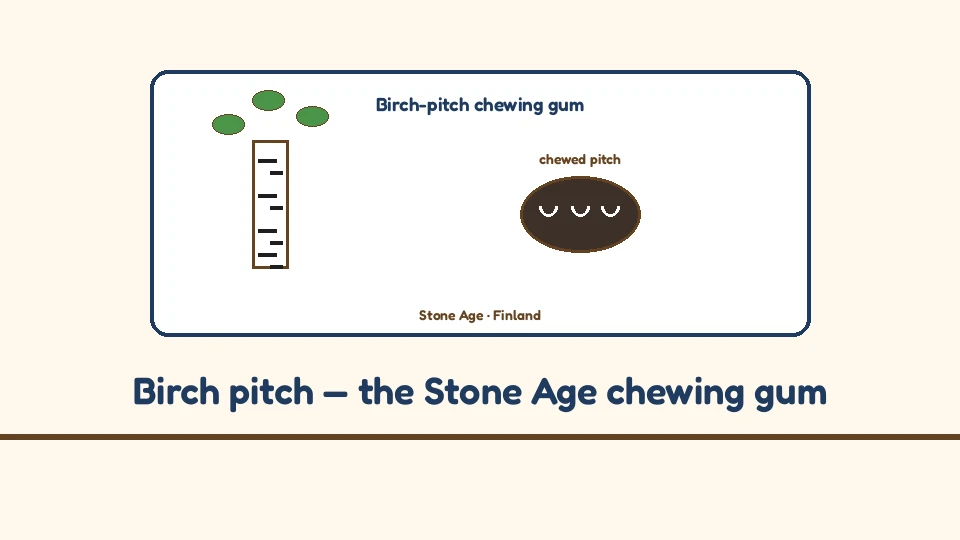 Birch-pitch chewing gum
chewed pitch
Stone Age · Finland
Birch pitch — the Stone Age chewing gum